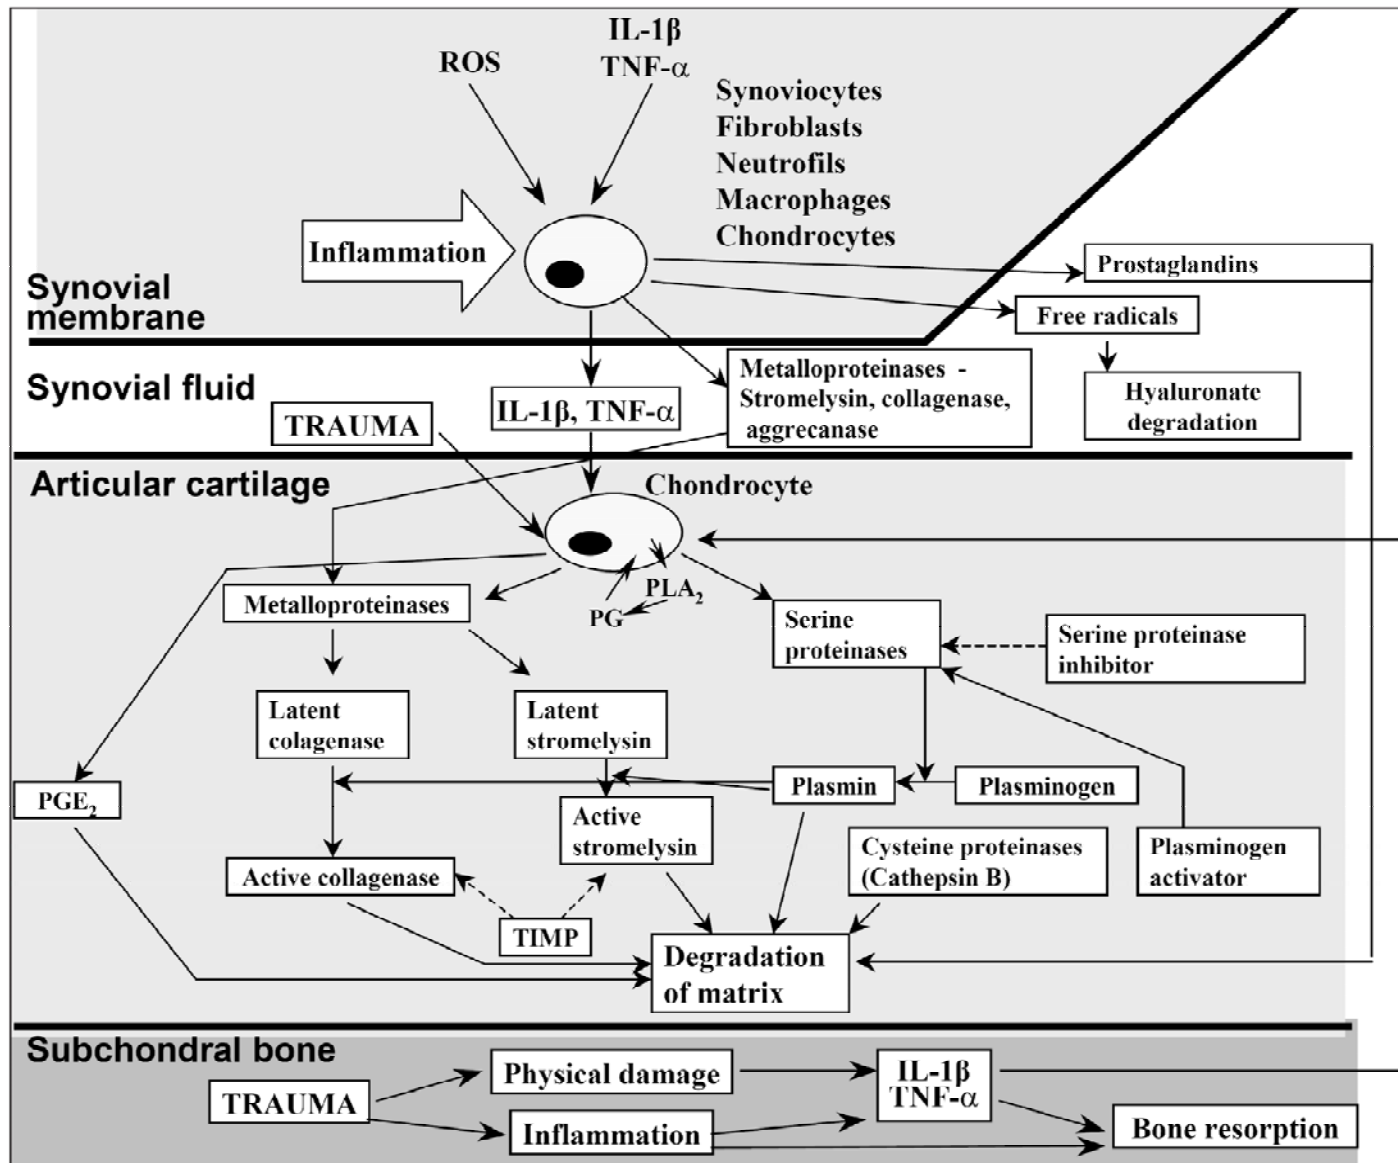 IL-1β
TNF-α
ROS
Synoviocytes
Fibroblasts
Neutrofils
Macrophages
Chondrocytes
Inflammation
Prostaglandins
Synovial
membrane
Free radicals
Synovial fluid
TRAUMA
IL-1β, TNF-α
Metalloproteinases -
Stromelysin, collagenase,
aggrecanase
Hyaluronate
degradation
Articular cartilage
Chondrocyte
Metalloproteinases
PG
PLA2
Serine
proteinases
Serine proteinase
inhibitor
Latent
colagenase
Latent
stromelysin
PGE2
Plasmin
Plasminogen
Active
stromelysin
Active collagenase
Cysteine proteinases
(Cathepsin B)
Plasminogen
activator
TIMP
Degradation
of matrix
Subchondral bone
TRAUMA
Physical damage
Inflammation
IL-1β
TNF-α
Bone resorption